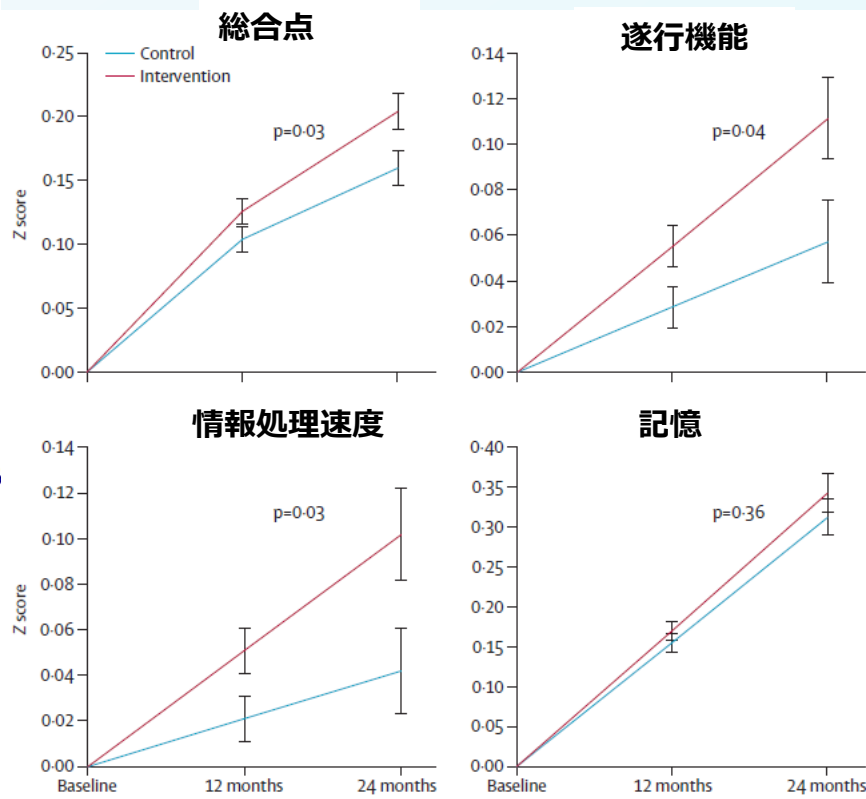 総合点
0·25
0·20
0·15
0·10
0·05
0·00
Z score
Control
Intervention
p=0·03
遂行機能
0·14
0·12
0·10
0·08
0·06
0·04
0·02
0·00
p=0·04
情報処理速度
0·14
0·12
0·10
0·08
0·06
0·04
0·02
0·00
Z score
p=0·03
Baseline
12 months
24 months
記憶
0·40
0·35
0·30
0·25
0·20
0·15
0·10
0·05
0·00
p=0·36
Baseline
12 months
24 months